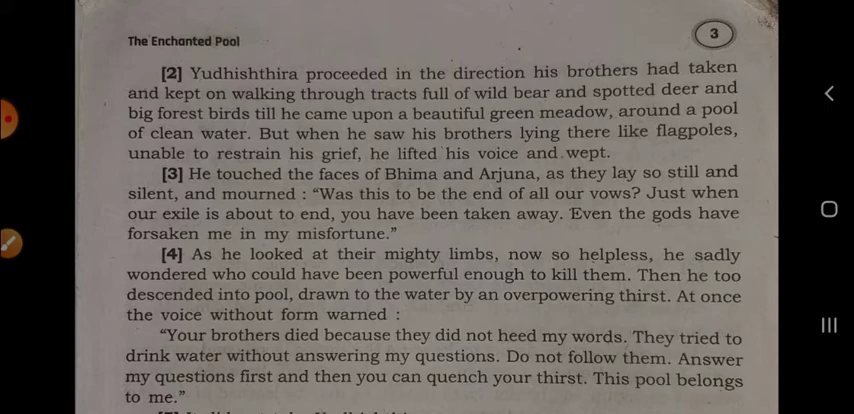 The Enchanted Pool
3
[2] Yudhishthira proceeded in the direction his brothers had taken
and kept on walking through tracts full of wild bear and spotted deer and
big forest birds till he came upon a beautiful green meadow, around a pool
of clean water. But when he saw his brothers lying there like flagpoles,
unable to restrain his grief, he lifted his voice and wept.
[3] He touched the faces of Bhima and Arjuna, as they lay so still and
silent, and mourned : “Was this to be the end of all our vows? Just when
our exile is about to end, you have been taken away. Even the gods have
forsaken me in my misfortune.”
[4] As he looked at their mighty limbs, now so helpless, he sadly
wondered who could have been powerful enough to kill them. Then he too
descended into pool, drawn to the water by an overpowering thirst. At once
the voice without form warned :
“Your brothers died because they did not heed my words. They tried to
drink water without answering my questions. Do not follow them. Answer
my questions first and then you can quench your thirst. This pool belongs
to me.”